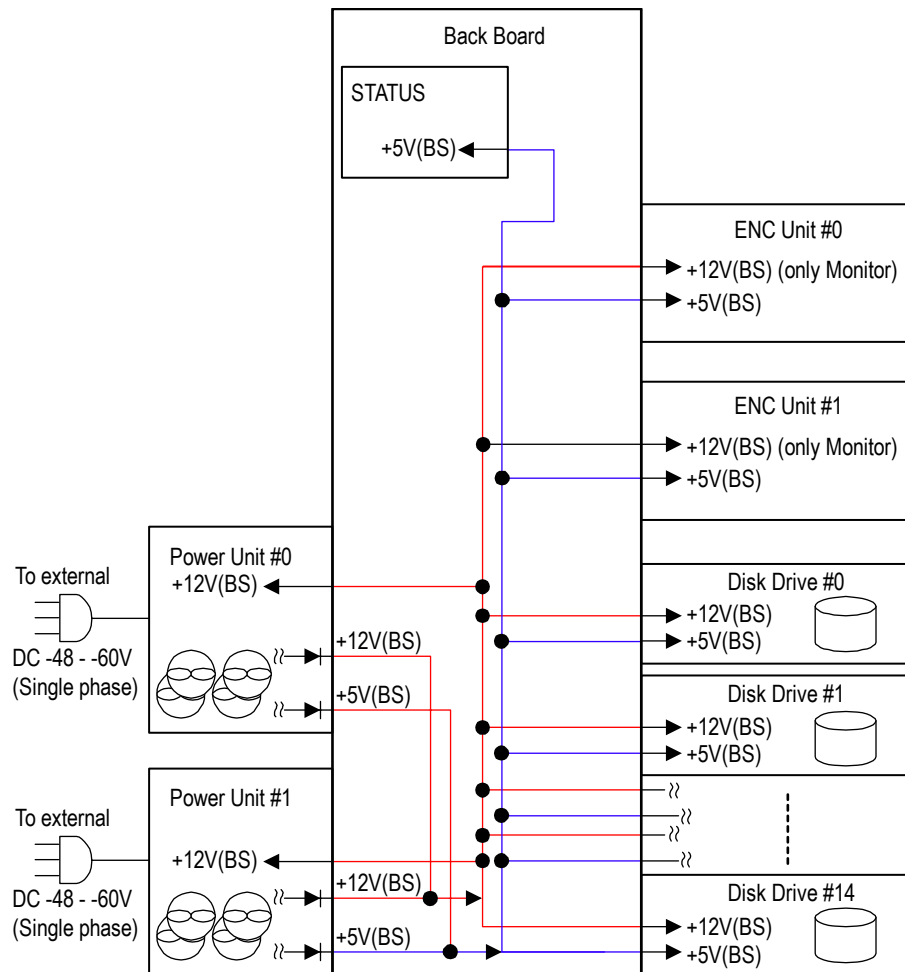 Back Board
STATUS
+5V(BS)
ENC Unit #0
+12V(BS) (only Monitor)
+5V(BS)
ENC Unit #1
+12V(BS) (only Monitor)
+5V(BS)
Power Unit #0
+12V(BS)
To external
DC -48 - -60V
(Single phase)
+12V(BS)
+5V(BS)
Disk Drive #0
+12V(BS)
+5V(BS)
Disk Drive #1
+12V(BS)
+5V(BS)
Power Unit #1
To external
+12V(BS)
DC -48 - -60V
(Single phase)
+12V(BS)
+5V(BS)
Disk Drive #14
+12V(BS)
+5V(BS)